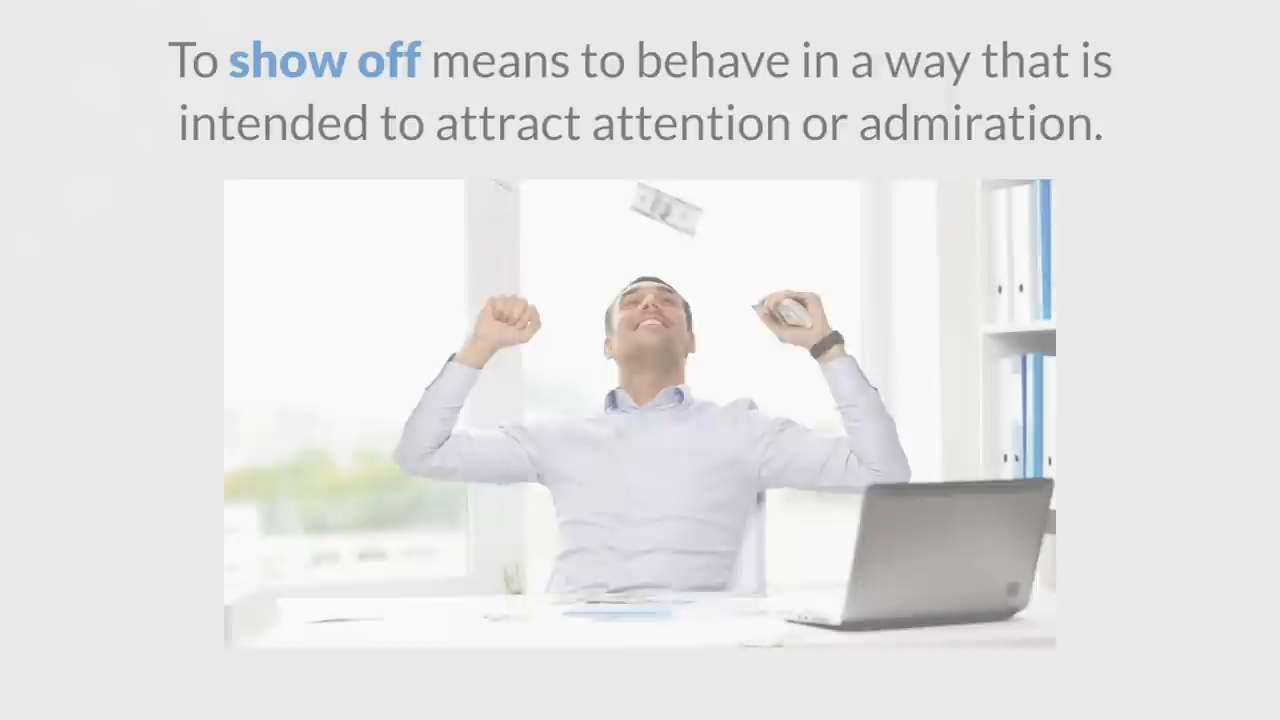 To show off means to behave in a way that is
intended to attract attention or admiration.